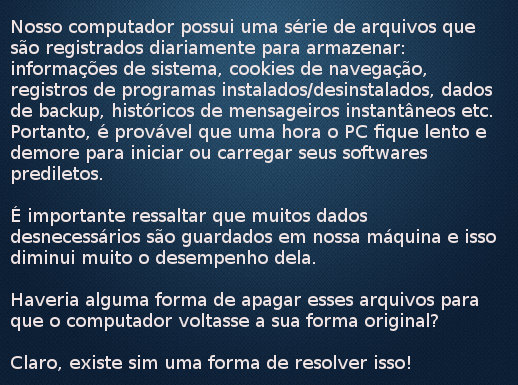 Nosso computador possui uma série de arquivos que
são registrados diariamente para armazenar:
informações de sistema, cookies de navegação,
registros de programas instalados/desinstalados, dados
de backup, históricos de mensageiros instantâneos etc.
Portanto, é provável que uma hora o PC fique lento e
demore para iniciar ou carregar seus softwares
prediletos.
É importante ressaltar que muitos dados
desnecessários são guardados em nossa máquina e isso
diminui muito o desempenho dela.
Haveria alguma forma de apagar esses arquivos para
que o computador voltasse a sua forma original?
Claro, existe sim uma forma de resolver isso!